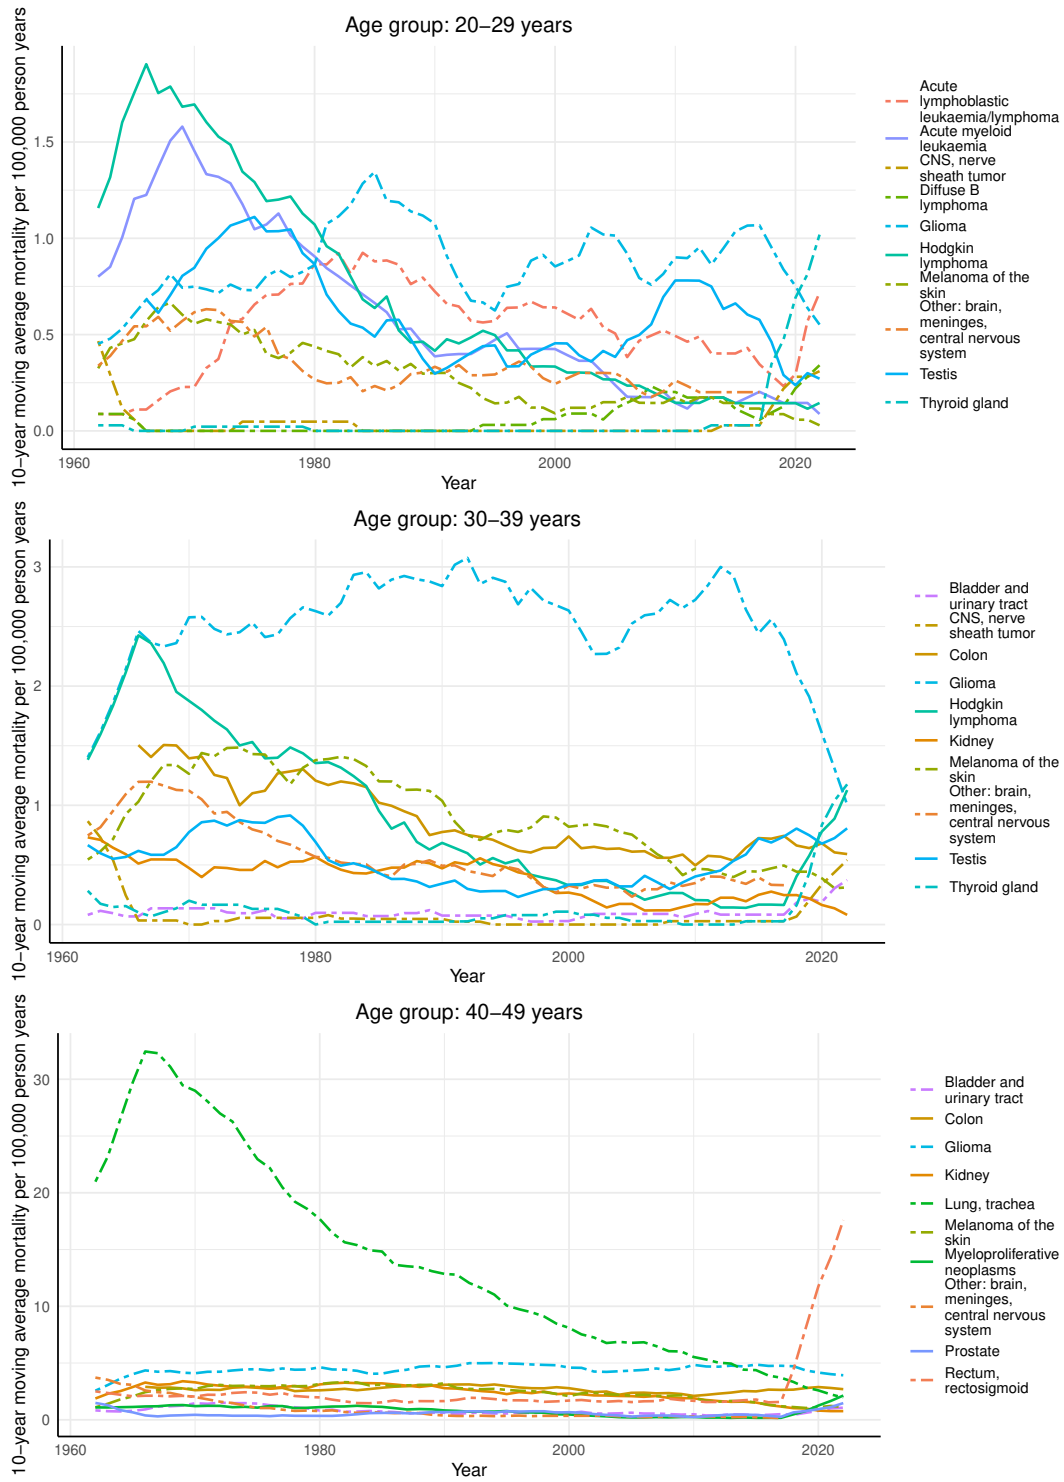 Age group: 20−29 years
10−year moving average mortality per 100,000 person years
1.5
1.0
0.5
0.0
1960
1980
2000
2020
Year
Acute
lymphoblastic
leukaemia/lymphoma
Acute myeloid
leukaemia
CNS, nerve
sheath tumor
Diffuse B
lymphoma
Glioma
Hodgkin
lymphoma
Melanoma of the
skin
Other: brain,
meninges,
central nervous
system
Testis
Thyroid gland
Age group: 30−39 years
10−year moving average mortality per 100,000 person years
3
2
1
0
1960
1980
2000
2020
Year
Bladder and
urinary tract
CNS, nerve
sheath tumor
Colon
Glioma
Hodgkin
lymphoma
Kidney
Melanoma of the
skin
Other: brain,
meninges,
central nervous
system
Testis
Thyroid gland
Age group: 40−49 years
10−year moving average mortality per 100,000 person years
30
20
10
0
1960
1980
2000
2020
Year
Bladder and
urinary tract
Colon
Glioma
Kidney
Lung, trachea
Melanoma of the
skin
Myeloproliferative
neoplasms
Other: brain,
meninges,
central nervous
system
Prostate
Rectum,
rectosigmoid